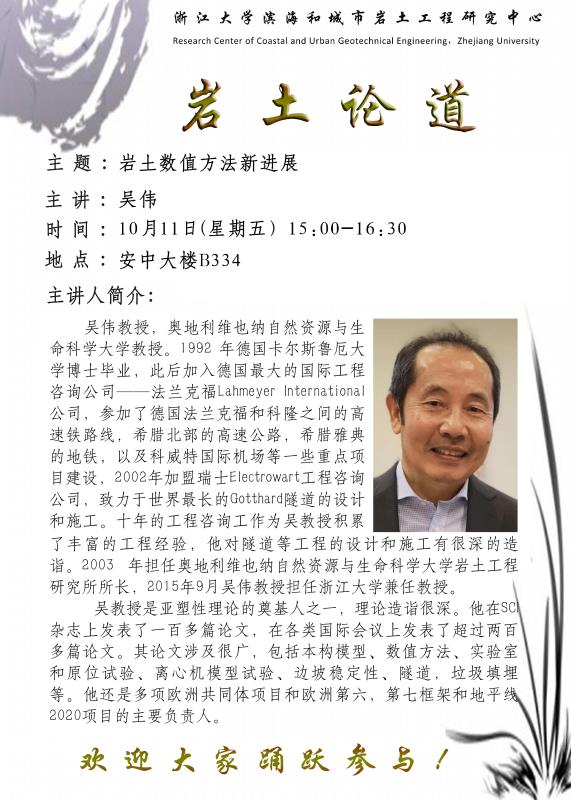 浙江大学滨海和城市岩土工程研究中心
Research Center of Coastal and Urban Geotechnical Engineering, Zhejiang University
岩土论道
主 题 ： 岩土数值方法新进展
主 讲 ： 吴伟
时 间 ： 10月11日(星期五) 15:00-16:30
地 点 ： 安中大楼B334
主讲人简介：
吴伟教授，奥地利维也纳自然资源与生
命科学大学教授。1992 年德国卡尔斯鲁厄大
学博士毕业，此后加入德国最大的国际工程
咨询公司——法兰克福Lahmeyer International
公司，参加了德国法兰克福和科隆之间的高
速铁路线，希腊北部的高速公路，希腊雅典
的地铁，以及科威特国际机场等一些重点项
目建设，2002年加盟瑞士Electrowart工程咨询
公司，致力于世界最长的Gotthard隧道的设计
和施工。十年的工程咨询工作为吴教授积累
了丰富的工程经验，他对隧道等工程的设计和施工有很深的造
诣。2003 年担任奥地利维也纳自然资源与生命科学大学岩土工程
研究所所长，2015年9月吴伟教授担任浙江大学兼任教授。
吴教授是亚塑性理论的奠基人之一，理论造诣很深。他在SCI
杂志上发表了一百多篇论文，在各类国际会议上发表了超过两百
多篇论文。其论文涉及很广，包括本构模型、数值方法、实验室
和原位试验、离心机模型试验、边坡稳定性、隧道，垃圾填埋
等。他还是多项欧洲共同体项目和欧洲第六，第七框架和地平线
2020项目的主要负责人。
欢迎大家踊跃参与！